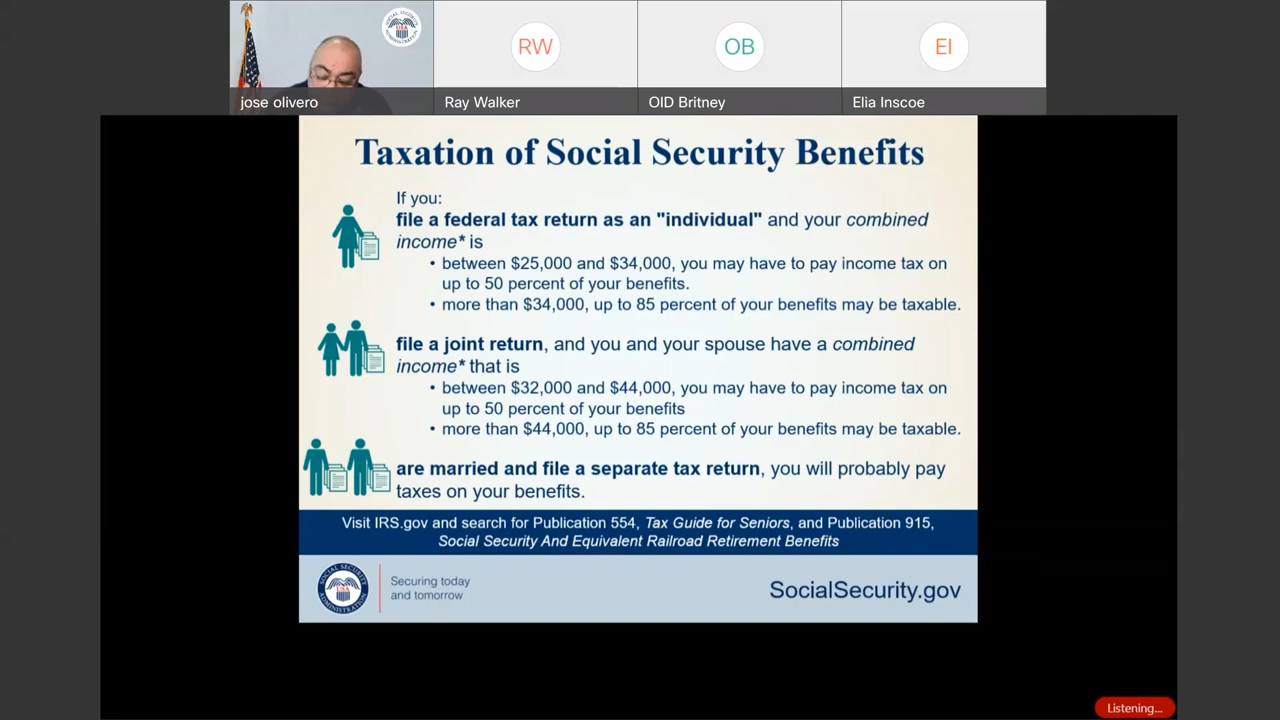 SOCIAL SECURITY ADMINISTRATION
USA
RW
OB
EI
jose olivero
Ray Walker
OID Britney
Elia Inscoe
Taxation of Social Security Benefits
If you:
file a federal tax return as an "individual" and your combined
income* is
• between $25,000 and $34,000, you may have to pay income tax on
up to 50 percent of your benefits.
• more than $34,000, up to 85 percent of your benefits may be taxable.
file a joint return, and you and your spouse have a combined
income* that is
• between $32,000 and $44,000, you may have to pay income tax on
up to 50 percent of your benefits
• more than $44,000, up to 85 percent of your benefits may be taxable.
are married and file a separate tax return, you will probably pay
taxes on your benefits.
Visit IRS.gov and search for Publication 554, Tax Guide for Seniors, and Publication 915,
Social Security And Equivalent Railroad Retirement Benefits
SOCIAL SECURITY ADMINISTRATION
USA
Securing today
and tomorrow
SocialSecurity.gov
Listening...